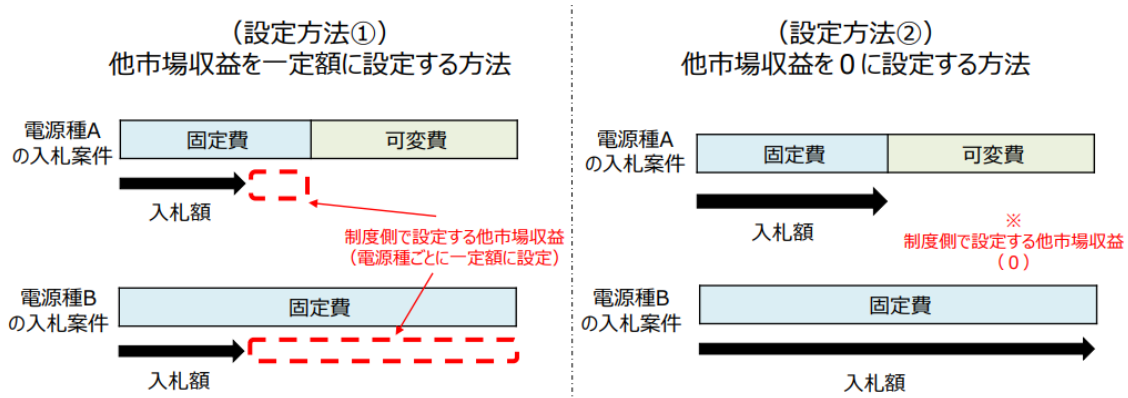 （設定方法①）
他市場収益を一定額に設定する方法
電源種A
の入札案件
固定費
可変費
入札額
制度側で設定する他市場収益
（電源種ごとに一定額に設定）
電源種B
の入札案件
固定費
入札額
（設定方法②）
他市場収益を０に設定する方法
電源種A
の入札案件
固定費
可変費
入札額
※
制度側で設定する他市場収益
（０）
電源種B
の入札案件
固定費
入札額